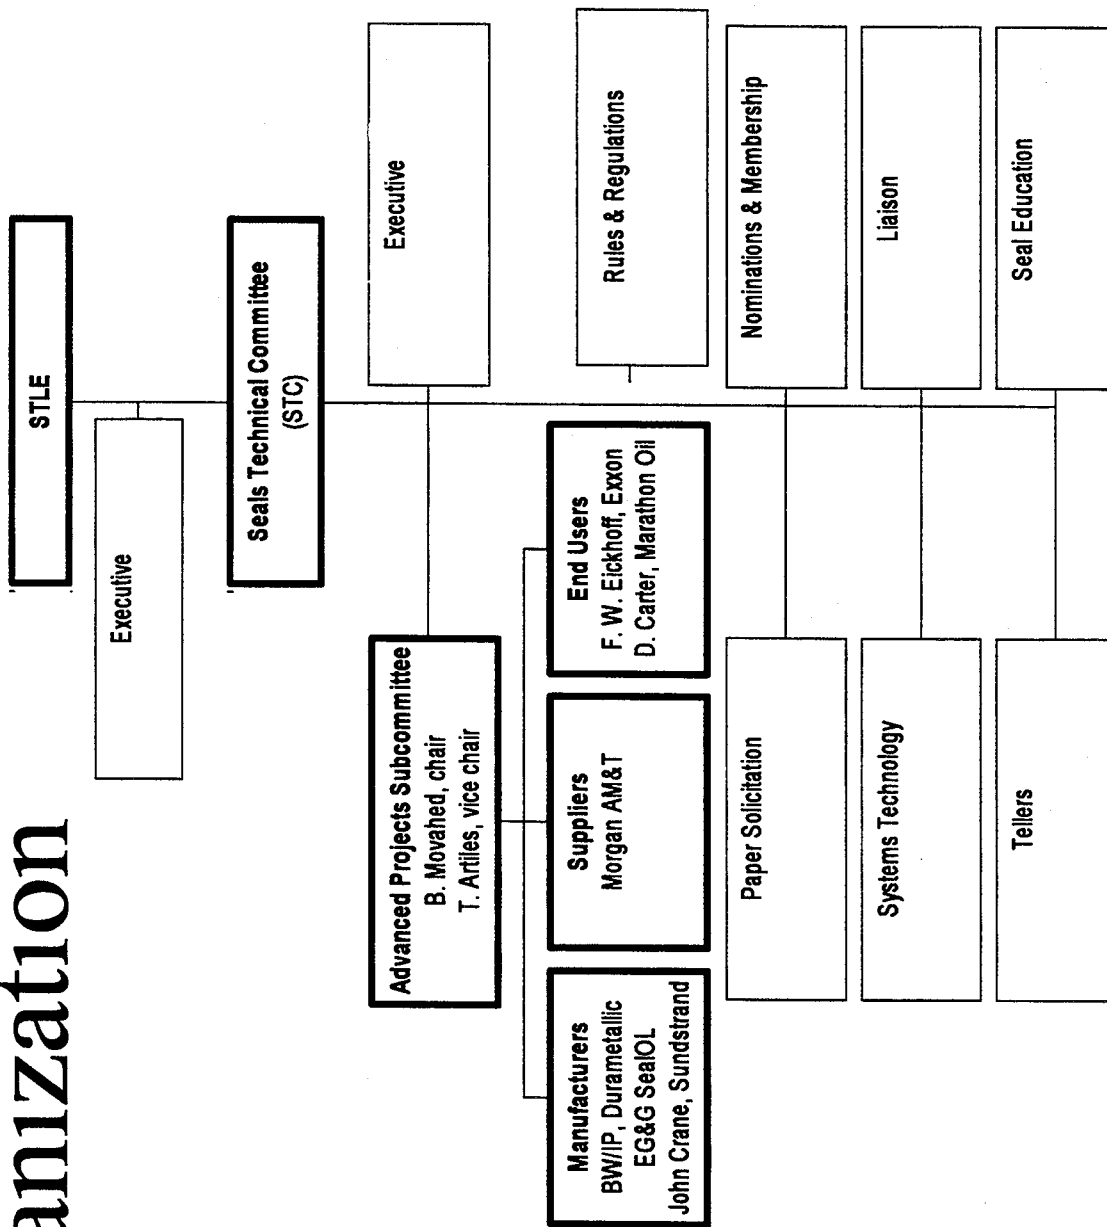 anization
STLE
Executive
Seals Technical Committee
(STC)
Executive
Advanced Projects Subcommittee
B. Movahed, chair
T. Artiles, vice chair
Manufacturers
BW/IP, Durametallic
EG&G SealOL
John Crane, Sundstrand
Suppliers
Morgan AM&T
End Users
F. W. Eickhoff, Exxon
D. Carter, Marathon Oil
Rules & Regulations
Paper Solicitation
Nominations & Membership
Systems Technology
Liaison
Tellers
Seal Education